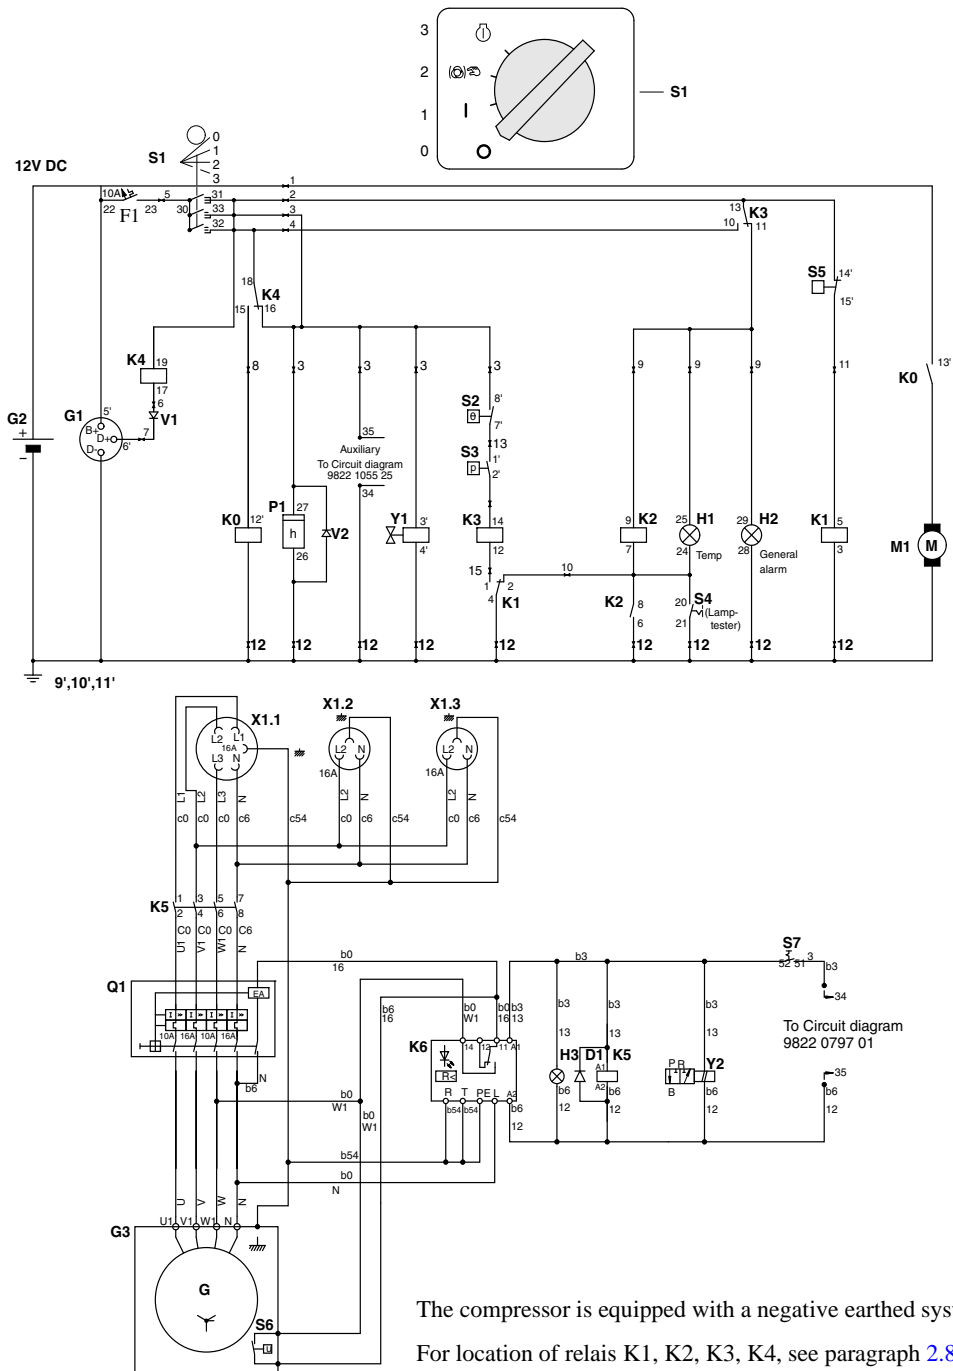 3
2
1
0
S1
12V DC
S1
0
1
2
3
1
10A
F1
22 23
5
30
31
33
32
2
3
4
13
10
K3
11
18
15
K4
16
S5
14'
15'
K4
19
17
6
V1
7
8
3
3
3
3
9
9
9
11
K0
13'
G2
+
−
G1
5'
B+
D+
D-
6'
S2
θ
8'
7'
13
S3
p
1'
2'
35
Auxiliary
To Circuit diagram
9822 1055 25
34
K0
12'
P1
27
h
26
V2
Y1
3'
4'
K3
14
12
K2
9
7
H1
25
24
Temp
H2
29
28
General
alarm
K1
5
3
M1
M
15
1
2
4
K1
10
K2
8
6
20
21
S4
(Lamp-
tester)
12 12 12 12 12 12 12 12 12
9',10',11'
X1.1
L2 L1
16A
L3 N
X1.2
L2 N
16A
X1.3
L2 N
16A
L1 L2 L3 N
c0 c0 c0 c6 c54
L2 N
c0 c6 c54
L2 N
c0 c6 c54
K5
1 3 5 7
2 4 6 8
C0 C0 C0 C6
U1 V1 W1 N
Q1
EA
I » I » I » I »
10A 16A 10A 16A
N
b6
b0
16
b6
16
b0
W1
b0
16
b3
13
K6
14 12 11 A1
R<
R T PE L A2
b54 b54
b6
12
b0
W1
b0
W1
b54
b0
N
b3
S7
52 51
3
b3
34
To Circuit diagram
9822 0797 01
35
b6
12
b3
13
H3
b6
12
b3
13
D1
K5
A1
A2
b6
12
b3
13
P R
B
Y2
b6
12
U V W N
G3
U1 V1 W1 N
G
S6
u
The compressor is equipped with a negative earthed sys
For location of relais K1, K2, K3, K4, see paragraph 2.8